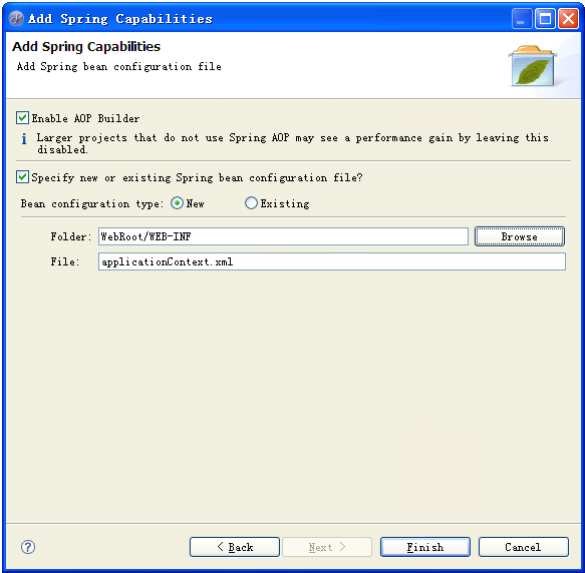 Add Spring Capabilities
Add Spring Capabilities
Add Spring bean configuration file
Enable AOP Builder
Larger projects that do not use Spring AOP may see a performance gain by leaving this
disabled.
Specify new or existing Spring bean configuration file?
Bean configuration type: New Existing
Folder: WebRoot/WEB-INF Browse
File: applicationContext.xml
< Back Next > Finish Cancel